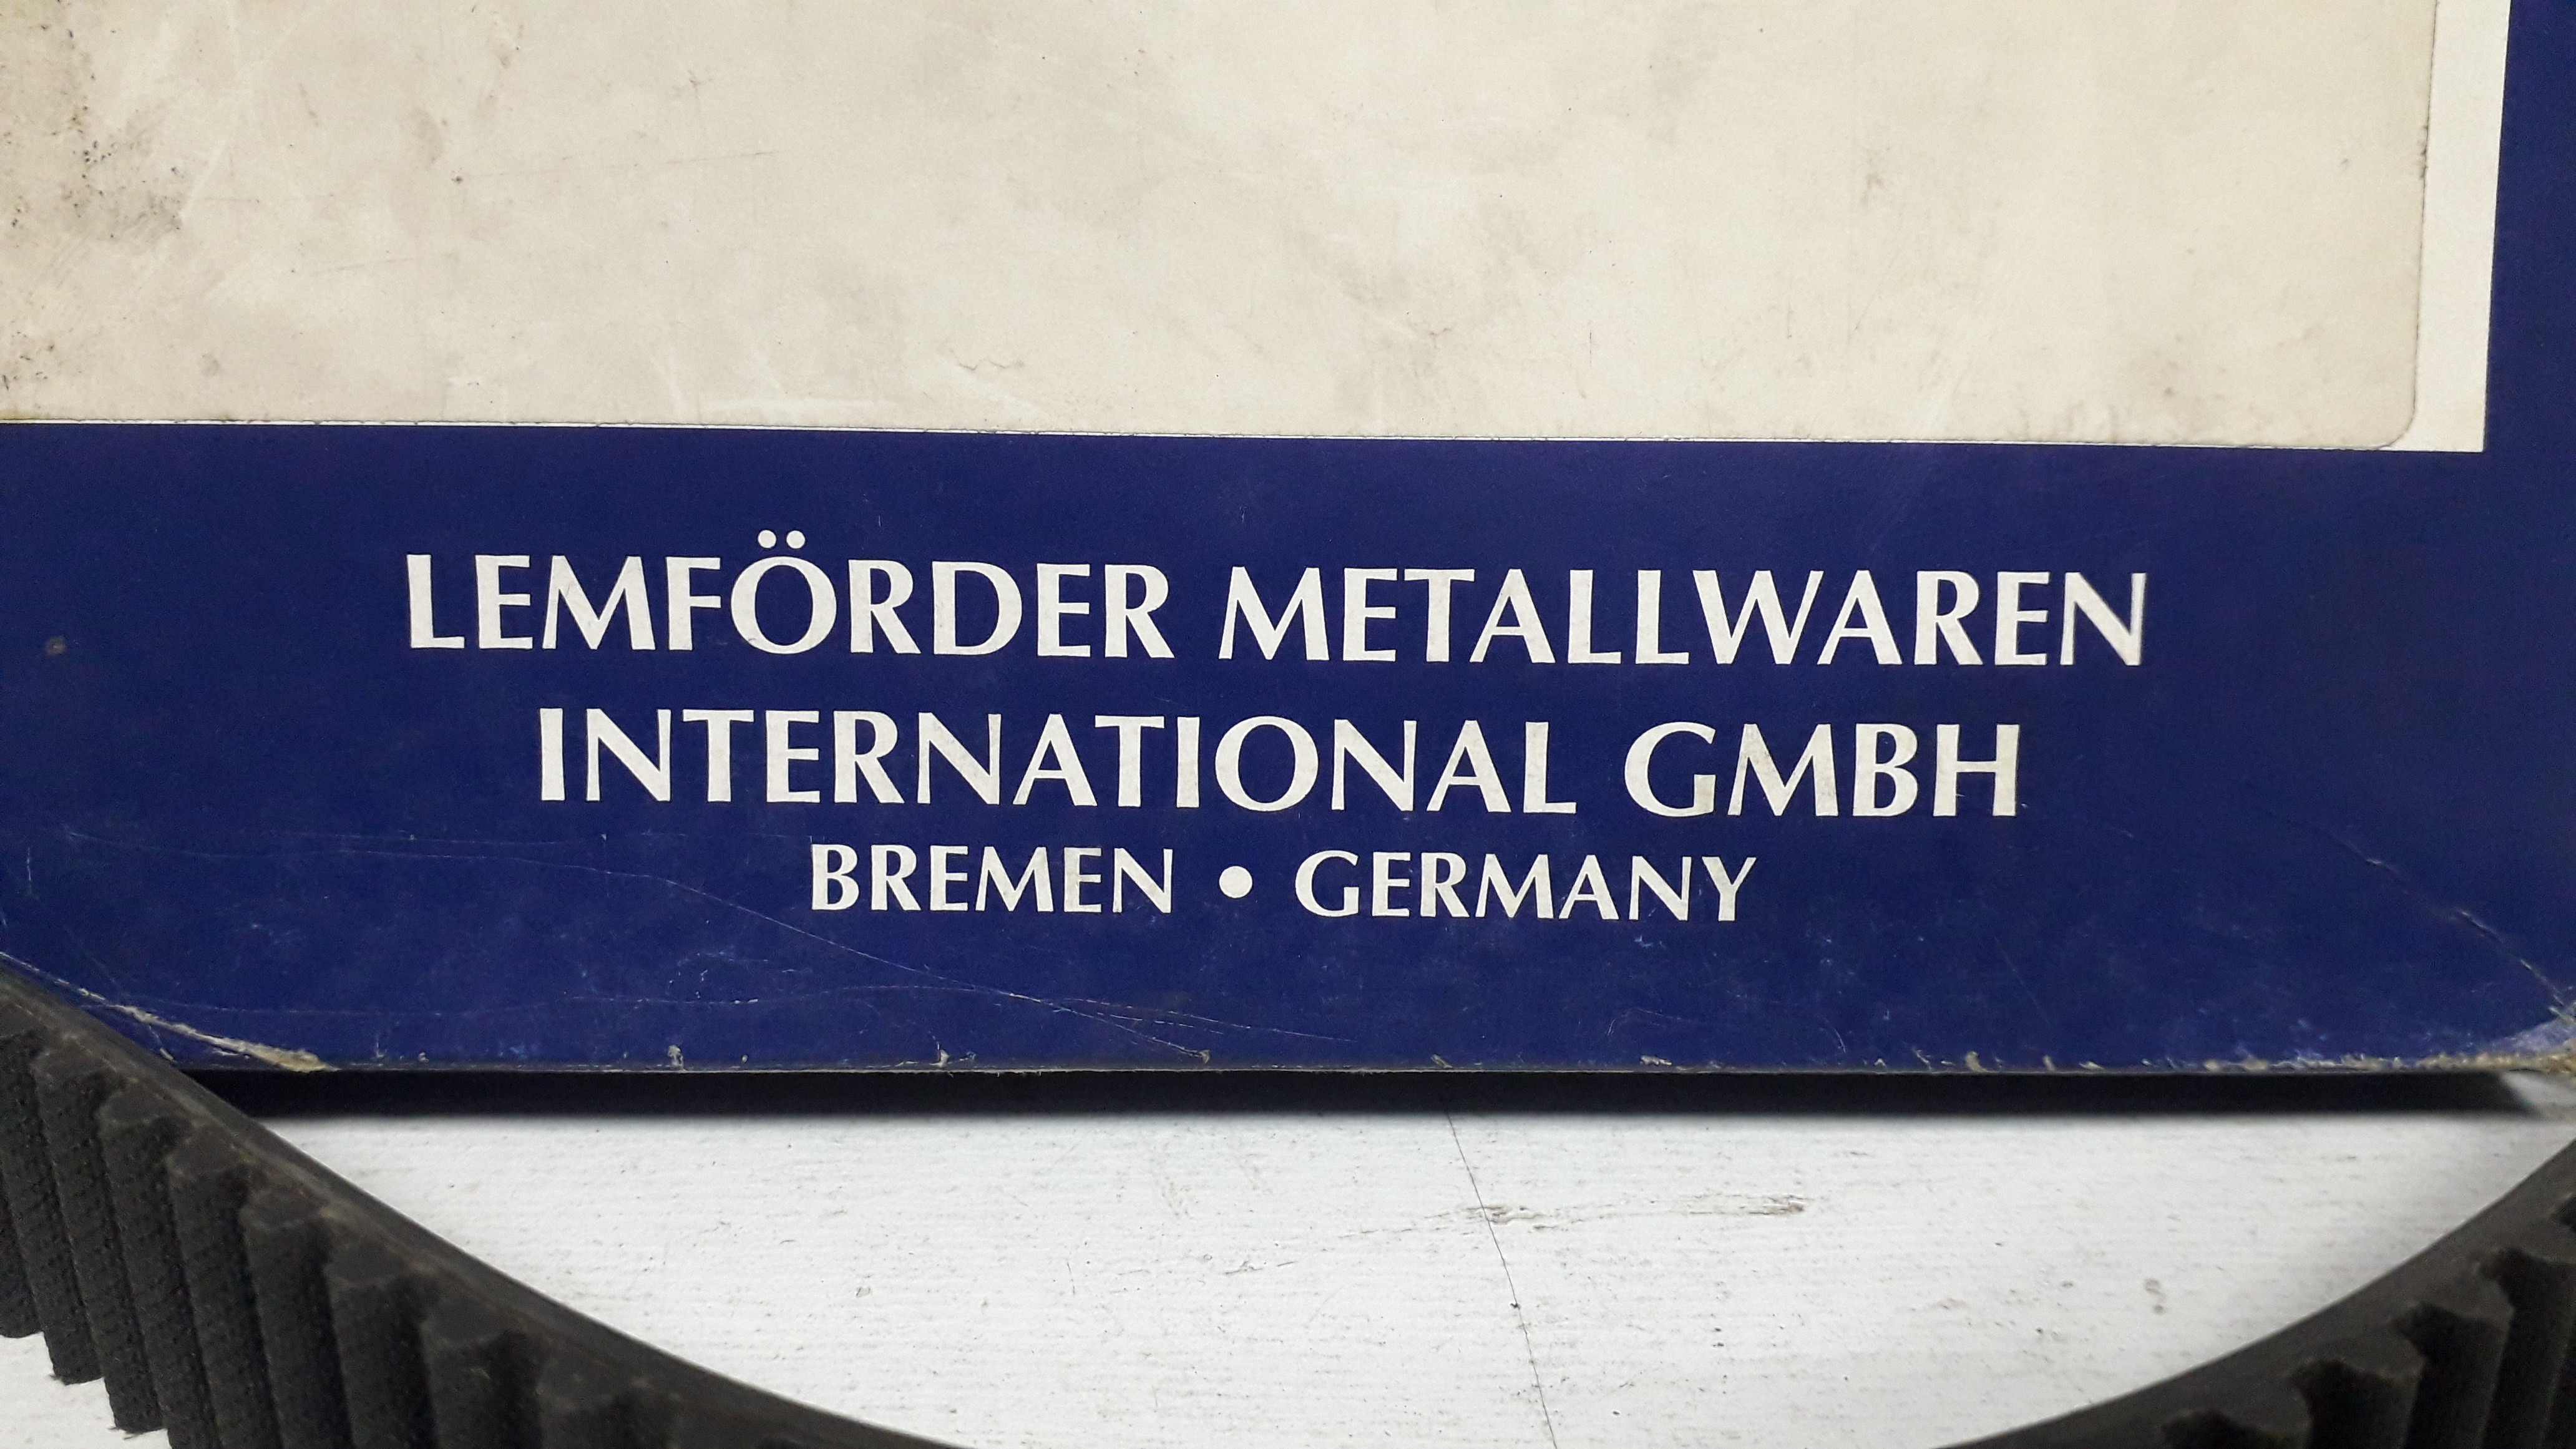 LEMFÖRDER METALLWAREN
INTERNATIONAL GMBH
BREMEN • GERMANY